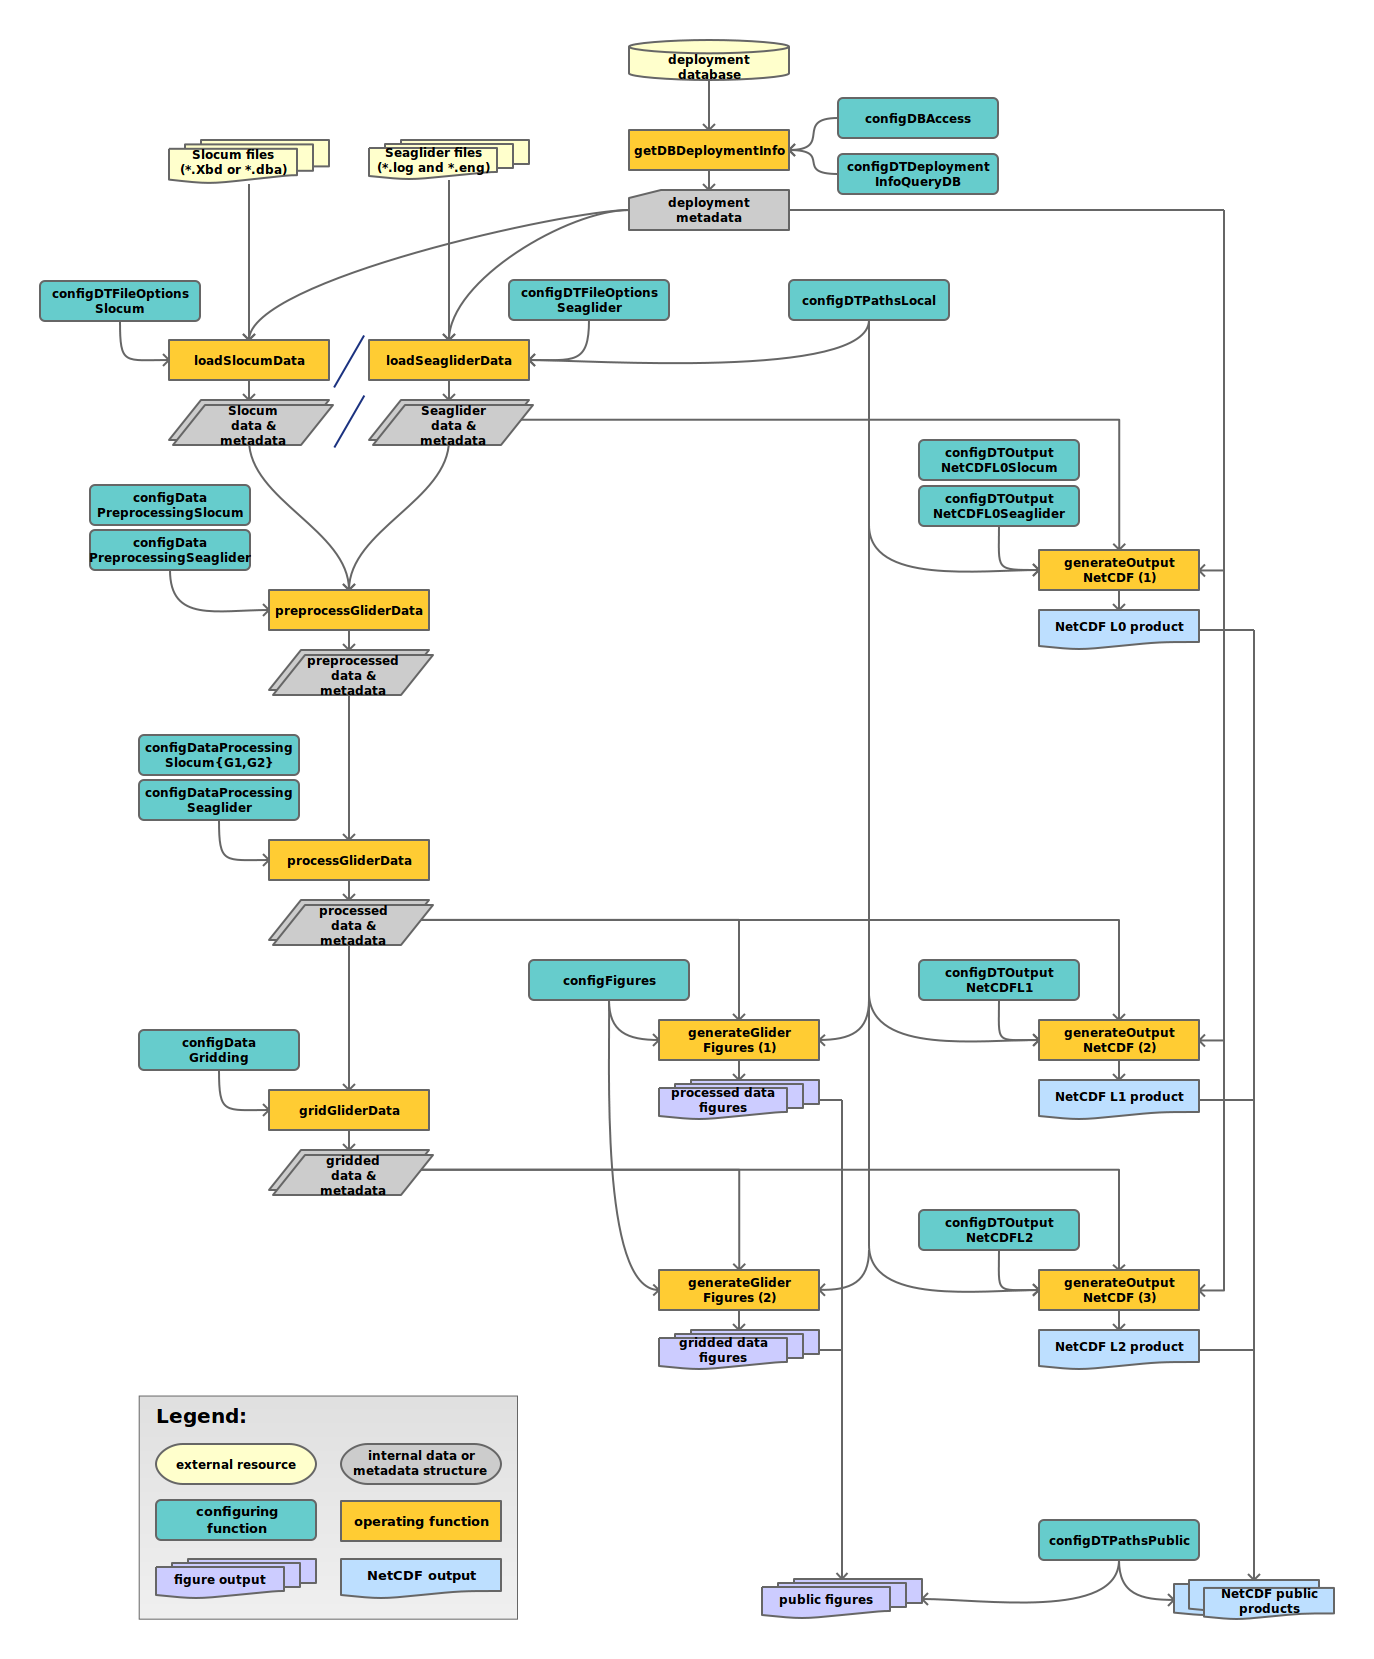 deployment
database
configDBAccess
getDBDeploymentInfo
configDTDeployment
InfoQueryDB
Slocum files
(*.Xbd or *.dba)
Seaglider files
(*.log and *.eng)
deployment
metadata
configDTFileOptions
Slocum
configDTFileOptions
Seaglider
configDTPathsLocal
loadSlocumData
loadSeagliderData
Slocum
data &
metadata
Seaglider
data &
metadata
configDTOutput
NetCDFL0Slocum
configDTOutput
NetCDFL0Seaglider
configData
PreprocessingSlocum
configData
PreprocessingSeaglider
generateOutput
NetCDF (1)
preprocessGliderData
NetCDF L0 product
preprocessed
data &
metadata
configDataProcessing
Slocum{G1,G2}
configDataProcessing
Seaglider
processGliderData
processed
data &
metadata
configFigures
configDTOutput
NetCDFL1
generateGlider
Figures (1)
generateOutput
NetCDF (2)
configData
Gridding
processed data
figures
NetCDF L1 product
gridGliderData
gridded
data &
metadata
configDTOutput
NetCDFL2
generateGlider
Figures (2)
generateOutput
NetCDF (3)
gridded data
figures
NetCDF L2 product
Legend:
external resource
internal data or
metadata structure
configuring
function
operating function
figure output
NetCDF output
configDTPathsPublic
public figures
NetCDF public
products